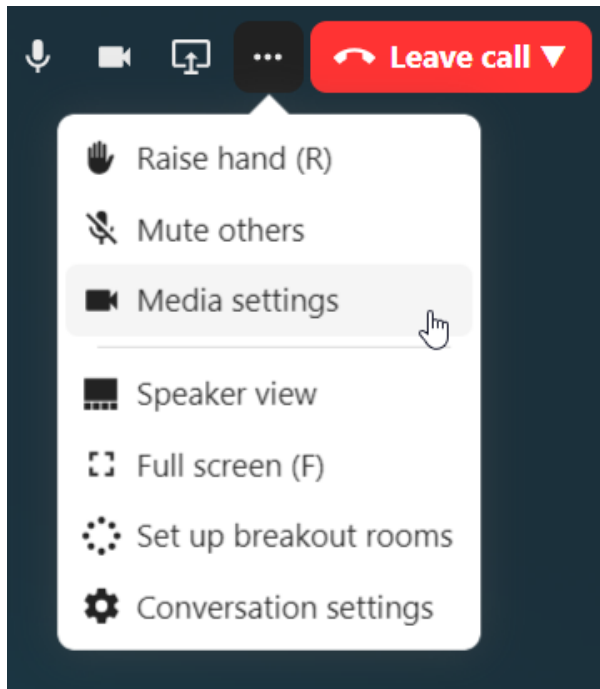 Leave call ▼
Raise hand (R)
Mute others
Media settings
Speaker view
Full screen (F)
Set up breakout rooms
Conversation settings